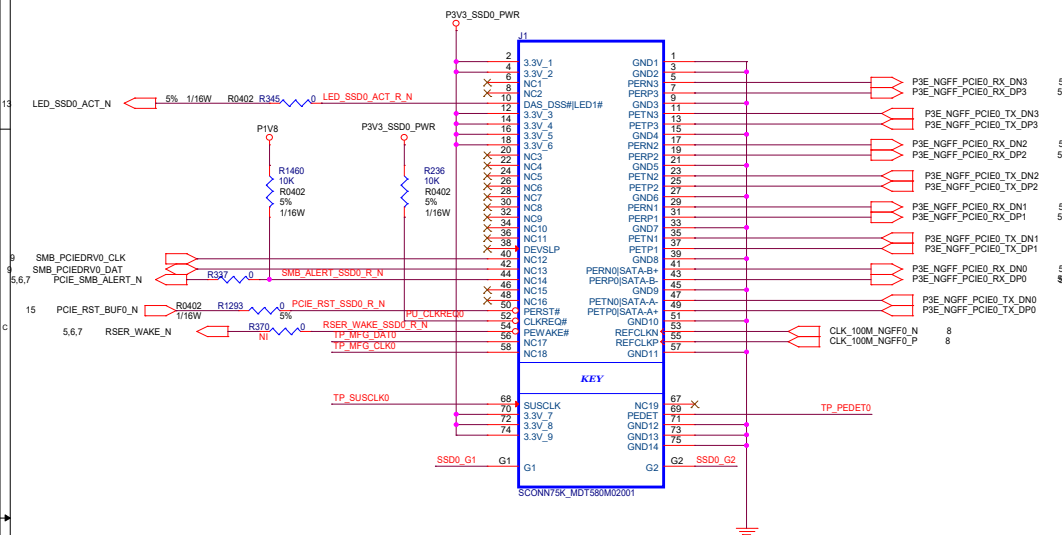 P3V3_SSD0_PWR
J1
2 3.3V_1 GND1 1
4 3.3V_2 GND2 3
6 NC1 PERN3 5 P3E_NGFF_PCIE0_RX_DN3 5
8 NC2 PERP3 7 P3E_NGFF_PCIE0_RX_DP3 5
13 LED_SSD0_ACT_N 5% 1/16W R0402 R345 0 LED_SSD0_ACT_R_N 10 DAS_DSS#|LED1# GND3 9
12 3.3V_3 PETN3 11 P3E_NGFF_PCIE0_TX_DN3
14 3.3V_4 PETP3 13 P3E_NGFF_PCIE0_TX_DP3
P1V8 P3V3_SSD0_PWR 16 3.3V_5 GND4 15
18 3.3V_6 PERN2 17 P3E_NGFF_PCIE0_RX_DN2 5
20 NC3 PERP2 19 P3E_NGFF_PCIE0_RX_DP2 5
22 NC4 GND5 21
R1460 R236 24 NC5 PETN2 23 P3E_NGFF_PCIE0_TX_DN2
10K 10K 26 NC6 PETP2 25 P3E_NGFF_PCIE0_TX_DP2
R0402 R0402 28 NC7 GND6 27
5% 5% 30 NC8 PERN1 29 P3E_NGFF_PCIE0_RX_DN1 5
1/16W 1/16W 32 NC9 PERP1 31 P3E_NGFF_PCIE0_RX_DP1 5
34 NC10 GND7 33
36 NC11 PETN1 35 P3E_NGFF_PCIE0_TX_DN1
38 DEVSLP PETP1 37 P3E_NGFF_PCIE0_TX_DP1
9 SMB_PCIEDRV0_CLK 40 NC12 GND8 39
9 SMB_PCIEDRV0_DAT 42 NC13 PERN0|SATA-B+ 41 P3E_NGFF_PCIE0_RX_DN0 5
5,6,7 PCIE_SMB_ALERT_N R337 0 SMB_ALERT_SSD0_R_N 44 NC14 PERP0|SATA-B- 43 P3E_NGFF_PCIE0_RX_DP0
46 NC15 GND9 45
48 NC16 PETN0|SATA-A- 47 P3E_NGFF_PCIE0_TX_DN0
15 PCIE_RST_BUF0_N R0402 R1293 0 PCIE_RST_SSD0_R_N 50 PERST# PETP0|SATA-A+ 49 P3E_NGFF_PCIE0_TX_DP0
1/16W 5% PU_CLKREQ0 52 CLKREQ# GND10 51
C 5,6,7 RSER_WAKE_N R370 0 RSER_WAKE_SSD0_R_N 54 PEWAKE# REFCLKN 53 CLK_100M_NGFF0_N 8
NI TP_MFG_DAT0 56 NC17 REFCLKP 55 CLK_100M_NGFF0_P 8
TP_MFG_CLK0 58 NC18 GND11 57
KEY
TP_SUSCLK0 68 SUSCLK NC19 67
70 3.3V_7 PEDET 69 TP_PEDET0
72 3.3V_8 GND12 71
74 3.3V_9 GND13 73
GND14 75
SSD0_G1 G1 G1 G2 G2 SSD0_G2
SCONN75K_MDT580M02001